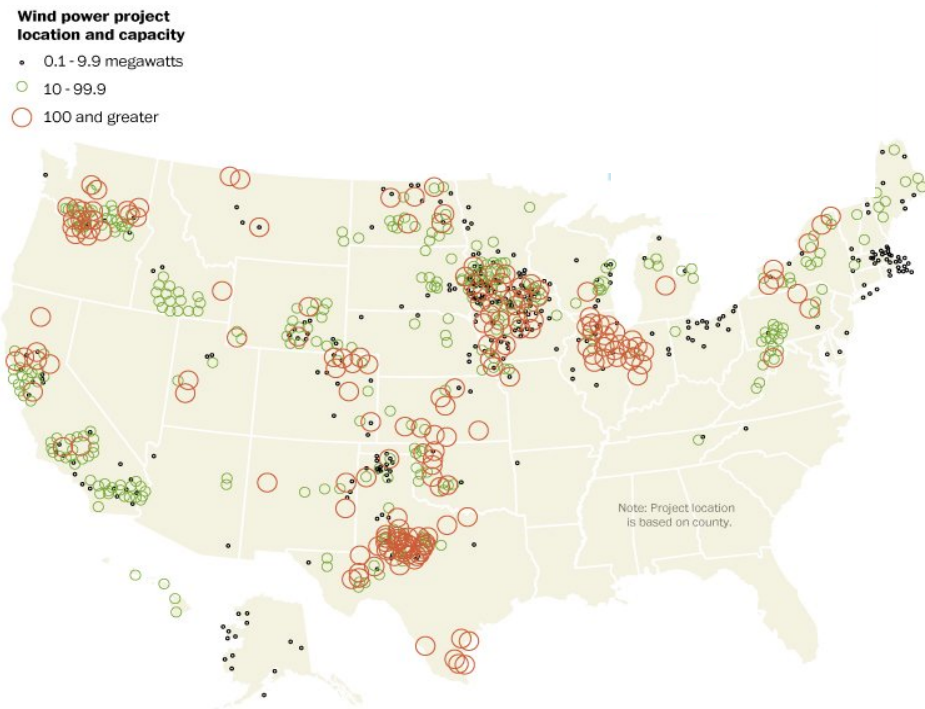 Wind power project
location and capacity
0.1 - 9.9 megawatts
10 - 99.9
100 and greater
Note: Project location
is based on county.